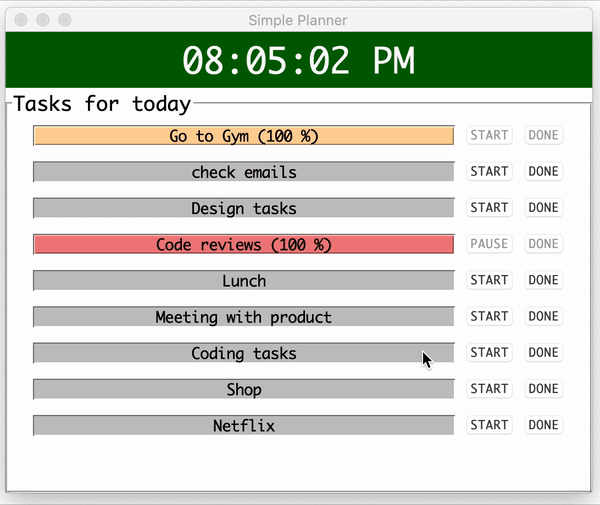 Simple Planner
08:05:02 PM
Tasks for today
Go to Gym (100 %) START DONE
check emails START DONE
Design tasks START DONE
Code reviews (100 %) PAUSE DONE
Lunch START DONE
Meeting with product START DONE
Coding tasks START DONE
Shop START DONE
Netflix START DONE